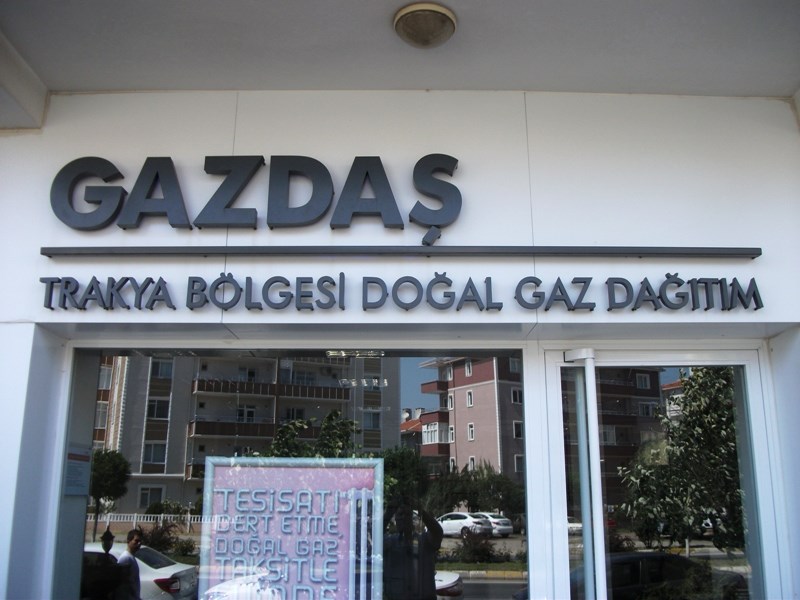 GAZDAŞ
TRAKYA BÖLGESİ DOĞAL GAZ DAĞITIM
TESİSATI
DERT ETME,
DOĞAL GAZ
TAKSİTLE